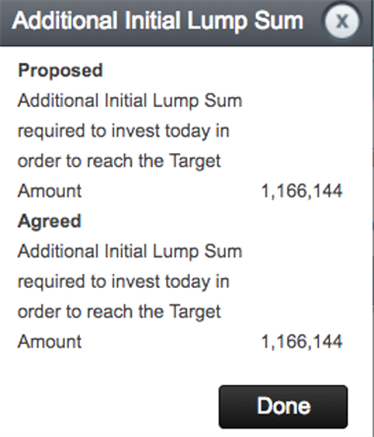 Additional Initial Lump Sum X
Proposed
Additional Initial Lump Sum
required to invest today in
order to reach the Target
Amount 1,166,144
Agreed
Additional Initial Lump Sum
required to invest today in
order to reach the Target
Amount 1,166,144
Done